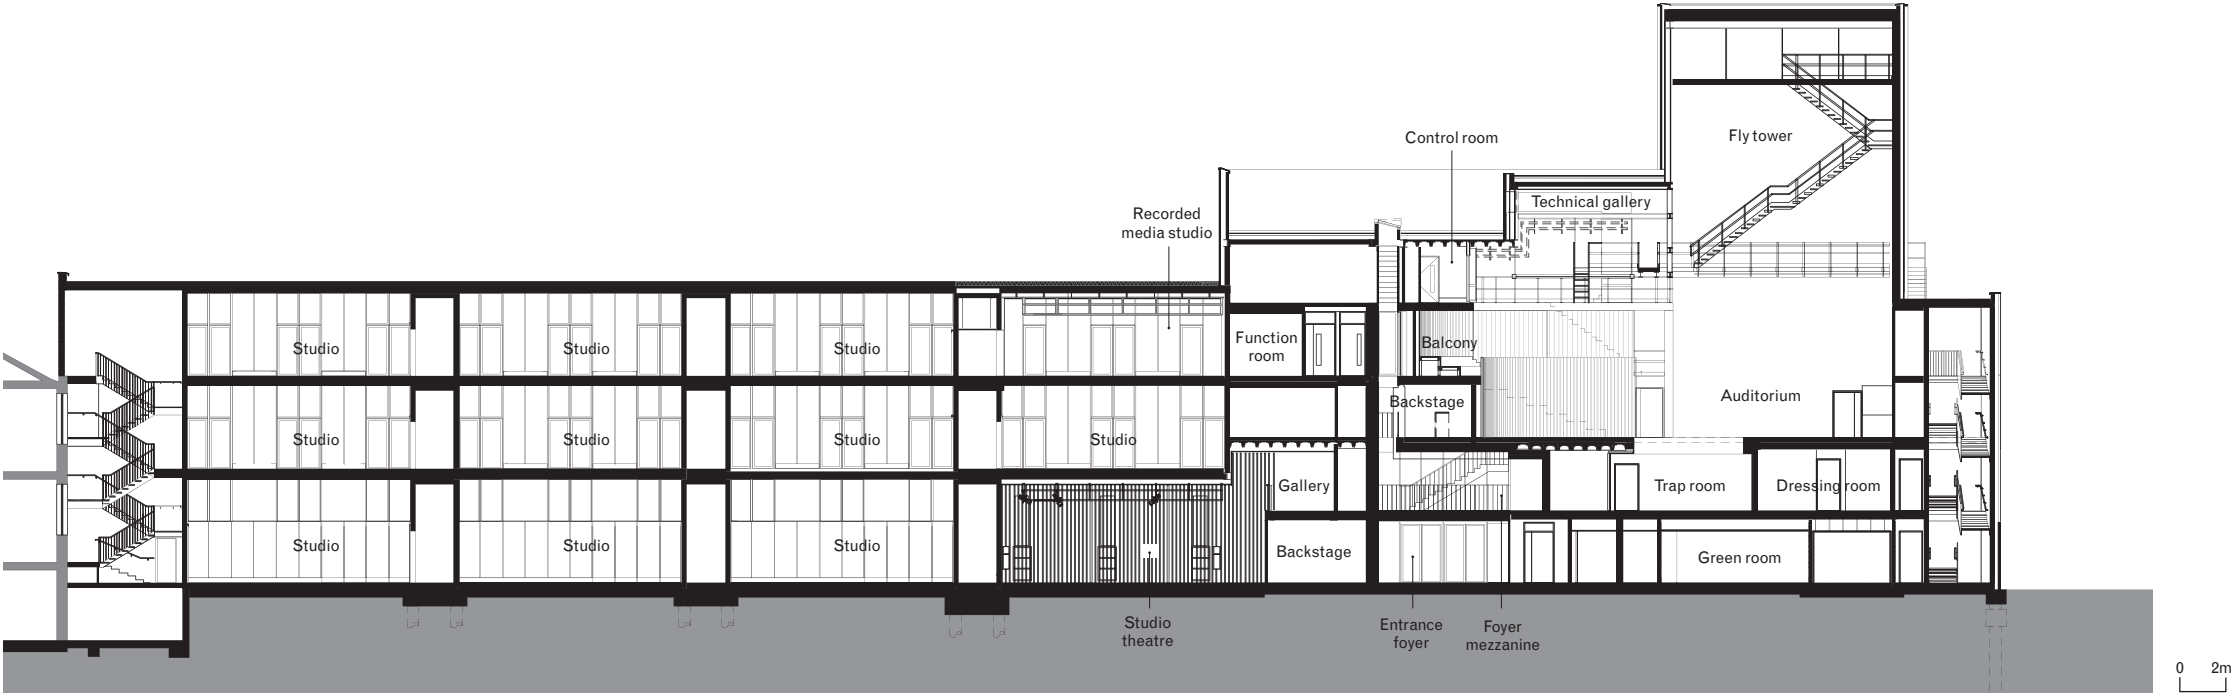 Control room
Fly tower
Technical gallery
Recorded
media studio
Function
room
Balcony
Studio
Studio
Studio
Backstage
Auditorium
Studio
Studio
Studio
Studio
Gallery
Trap room
Dressing room
Studio
Studio
Studio
Backstage
Green room
Studio
theatre
Entrance
foyer
Foyer
mezzanine
0 2m